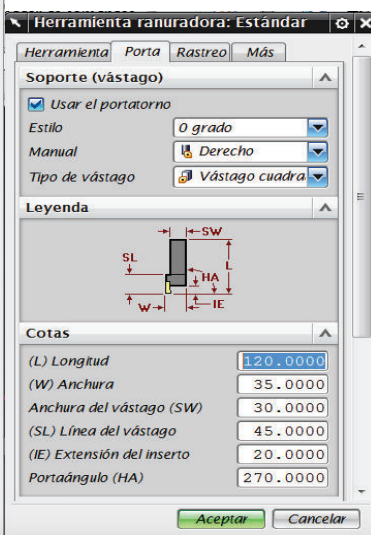 Herramienta ranuradora: Estándar
Herramienta Porta Rastreo Más
Soporte (vástago)
Usar el portatorno
Estilo 0 grado
Manual Derecho
Tipo de vástago Vástago cuadra
Leyenda
SW
SL
L
HA
W
IE
Cotas
(L) Longitud 120.0000
(W) Anchura 35.0000
Anchura del vástago (SW) 30.0000
(SL) Línea del vástago 45.0000
(IE) Extensión del inserto 20.0000
Portaángulo (HA) 270.0000
Aceptar Cancelar